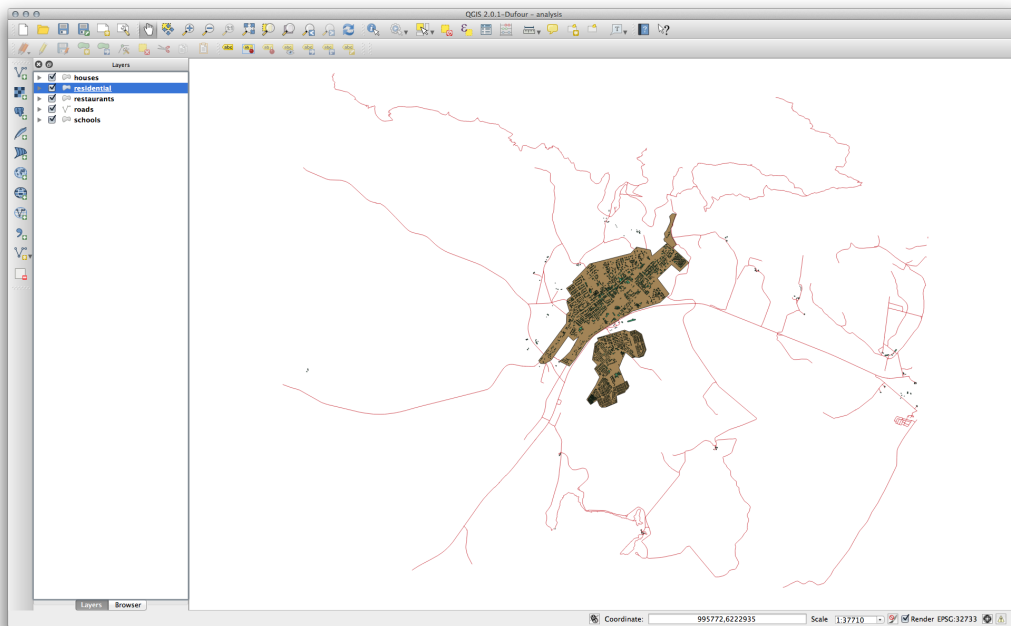 QGIS 2.0.1-Dufour - analysis
Layers
houses
residential
restaurants
roads
schools
Layers
Browser
Coordinate:
995772,6222935
Scale
1:37710
Render
EPSG:32733